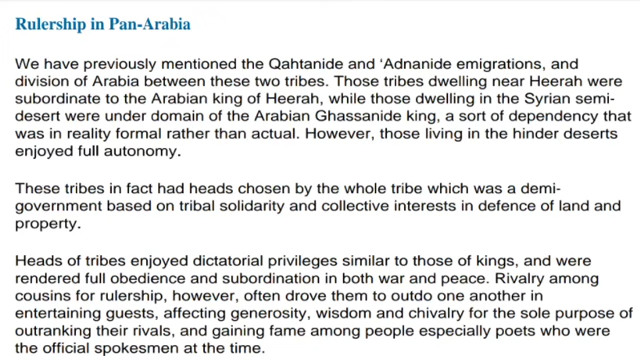 Rulership in Pan-Arabia
We have previously mentioned the Qahtanide and ‘Adnanide emigrations, and
division of Arabia between these two tribes. Those tribes dwelling near Heerah were
subordinate to the Arabian king of Heerah, while those dwelling in the Syrian semi-
desert were under domain of the Arabian Ghassanide king, a sort of dependency that
was in reality formal rather than actual. However, those living in the hinder deserts
enjoyed full autonomy.
These tribes in fact had heads chosen by the whole tribe which was a demi-
government based on tribal solidarity and collective interests in defence of land and
property.
Heads of tribes enjoyed dictatorial privileges similar to those of kings, and were
rendered full obedience and subordination in both war and peace. Rivalry among
cousins for rulership, however, often drove them to outdo one another in
entertaining guests, affecting generosity, wisdom and chivalry for the sole purpose of
outranking their rivals, and gaining fame among people especially poets who were
the official spokesmen at the time.